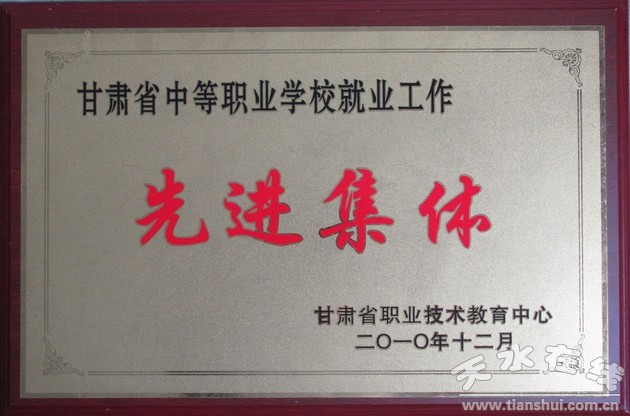 甘肃省中等职业学校就业工作
先进集体
甘肃省职业技术教育中心
二〇一〇年十二月
天水在线
www.tianshui.com.cn